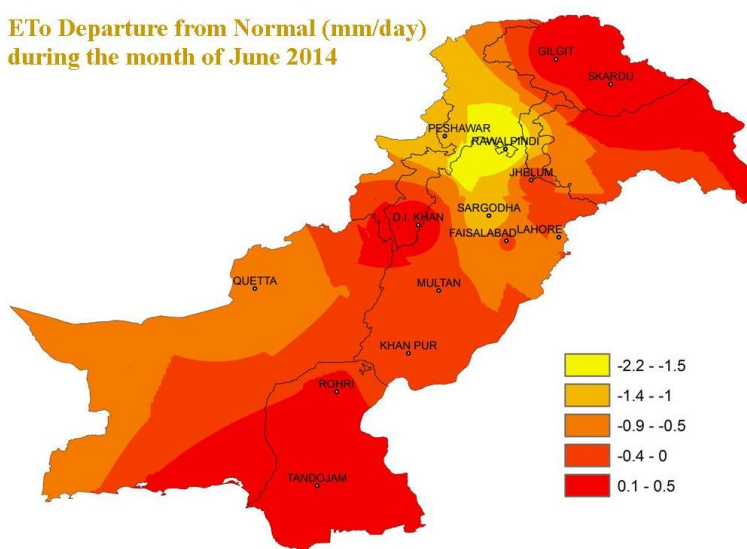 ETo Departure from Normal (mm/day)
during the month of June 2014
GILGIT
SKARDU
PESHAWAR
RAWALPINDI
JHELUM
SARGODHA
D.I. KHAN
FAISALABAD
LAHORE
QUETTA
MULTAN
KHAN PUR
ROHRI
TANDOJAM
-2.2 - -1.5
-1.4 - -1
-0.9 - -0.5
-0.4 - 0
0.1 - 0.5